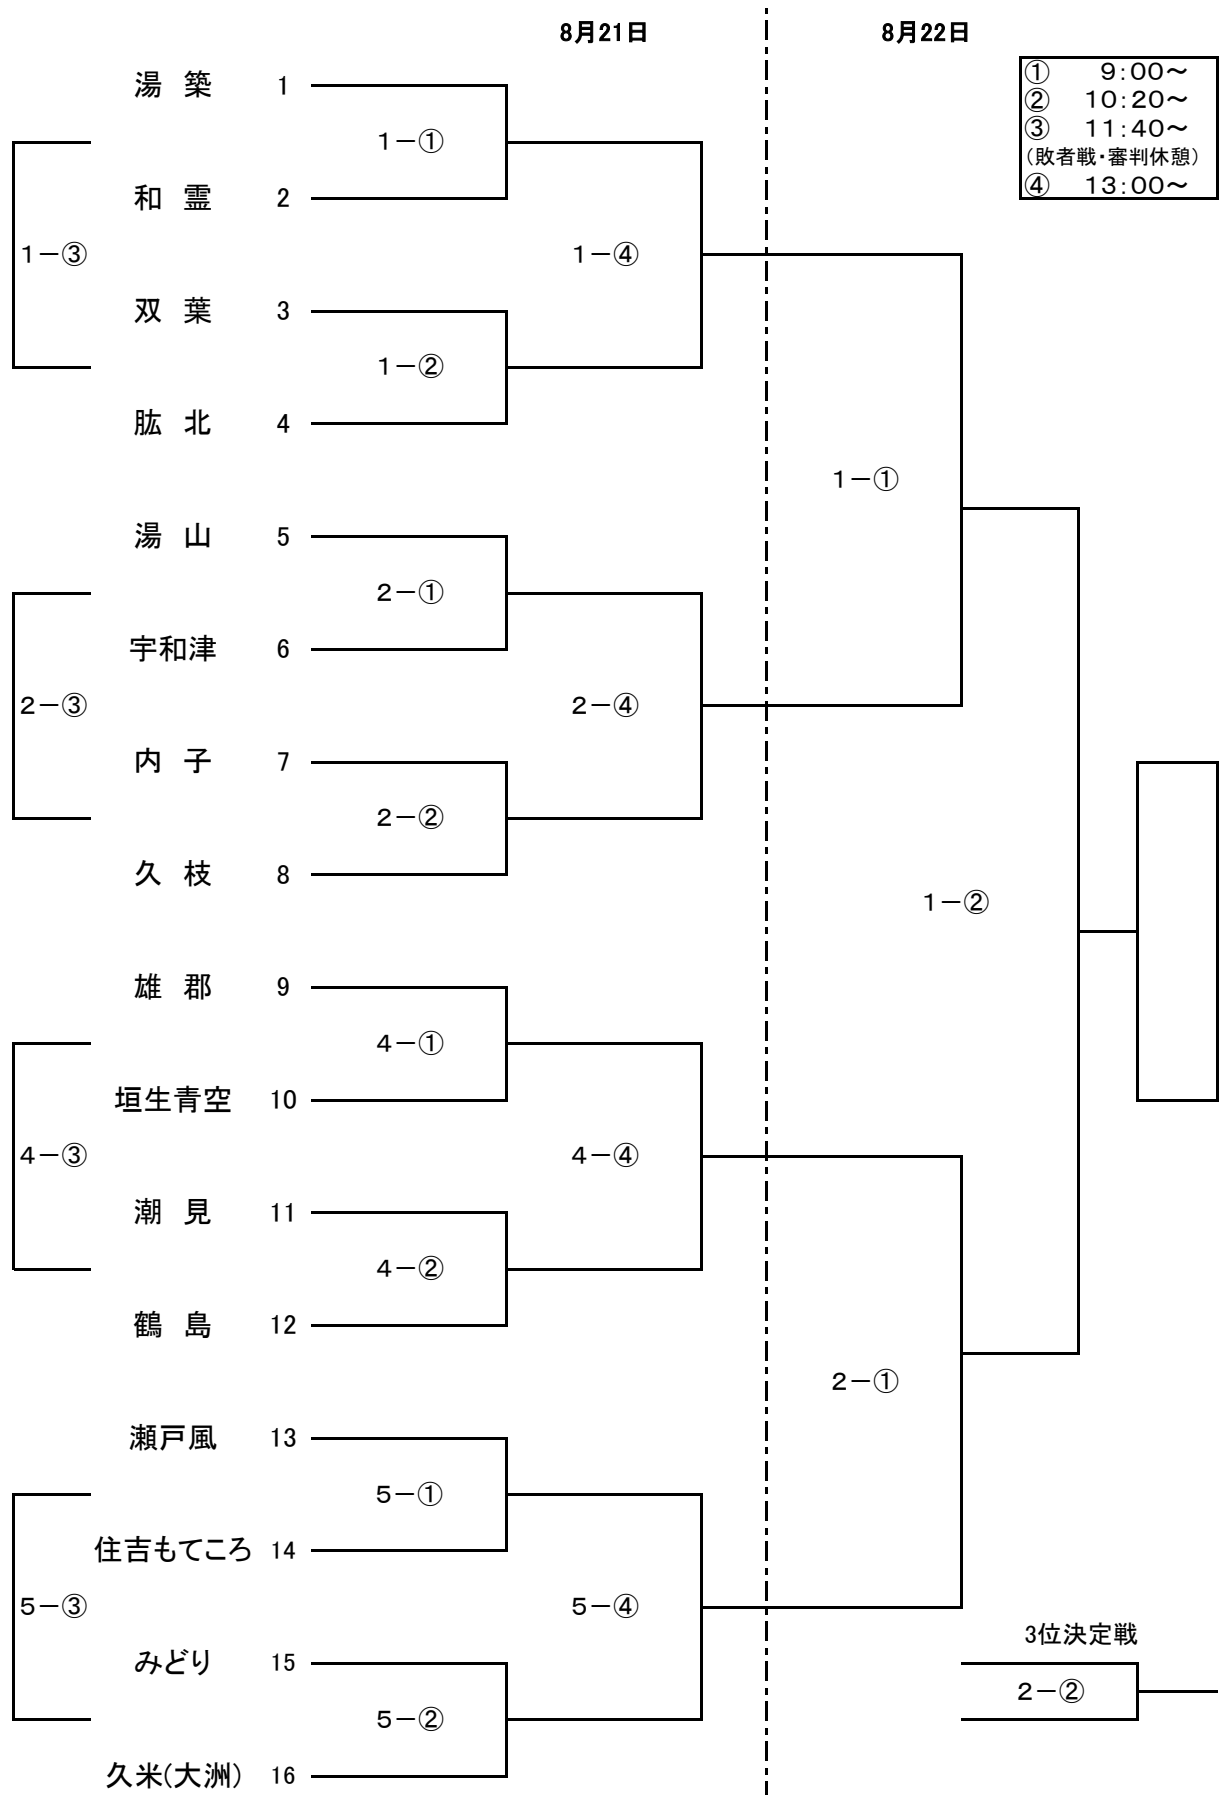 8月21日
8月22日
① 9:00～
② 10:20～
③ 11:40～
（敗者戦・審判休憩）
④ 13:00～
湯 築 1
1－①
和 霊 2
1－③
1－④
双 葉 3
1－②
肱 北 4
1－①
湯 山 5
2－①
宇和津 6
2－③
2－④
内 子 7
2－②
久 枝 8
1－②
雄 郡 9
4－①
垣生青空 10
4－③
4－④
潮 見 11
4－②
鶴 島 12
2－①
瀬戸風 13
5－①
住吉もてころ 14
5－③
5－④
3位決定戦
みどり 15
2－②
5－②
久米(大洲) 16